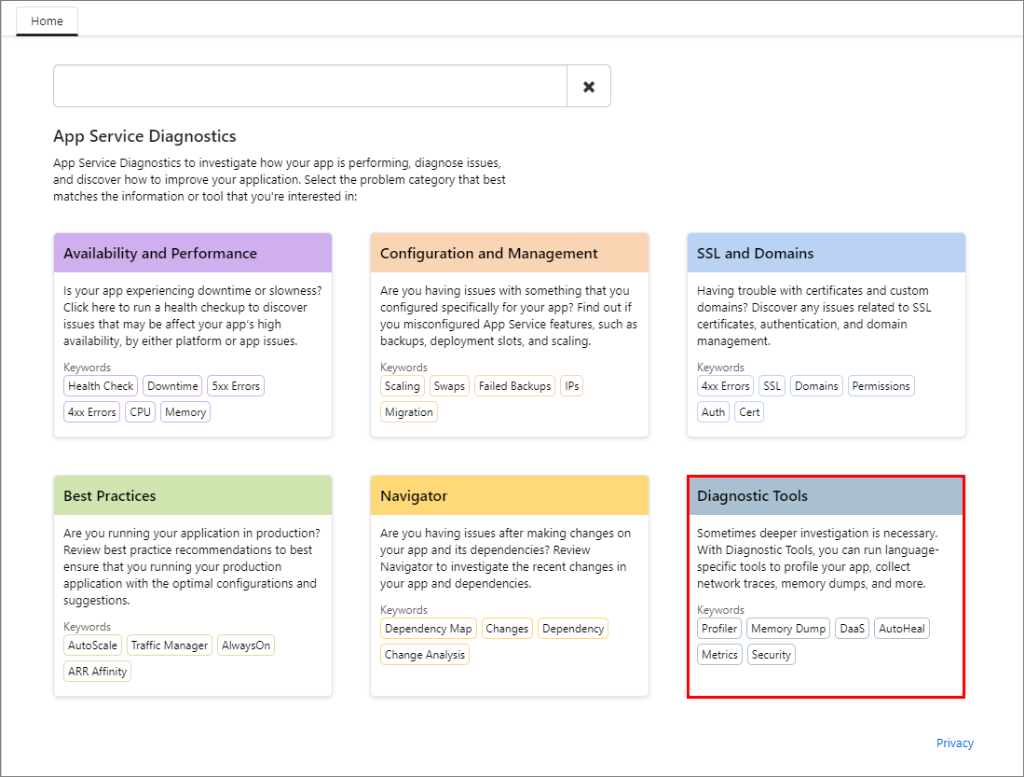 Home
App Service Diagnostics
App Service Diagnostics to investigate how your app is performing, diagnose issues,
and discover how to improve your application. Select the problem category that best
matches the information or tool that you're interested in:
Availability and Performance
Is your app experiencing downtime or slowness?
Click here to run a health checkup to discover
issues that may be affect your app's high
availability, by either platform or app issues.
Keywords
Health Check Downtime 5xx Errors
4xx Errors CPU Memory
Configuration and Management
Are you having issues with something that you
configured specifically for your app? Find out if
you misconfigured App Service features, such as
backups, deployment slots, and scaling.
Keywords
Scaling Swaps Failed Backups IPs
Migration
SSL and Domains
Having trouble with certificates and custom
domains? Discover any issues related to SSL
certificates, authentication, and domain
management.
Keywords
4xx Errors SSL Domains Permissions
Auth Cert
Best Practices
Are you running your application in production?
Review best practice recommendations to best
ensure that you running your production
application with the optimal configurations and
suggestions.
Keywords
AutoScale Traffic Manager AlwaysOn
ARR Affinity
Navigator
Are you having issues after making changes on
your app and its dependencies? Review
Navigator to investigate the recent changes in
your app and dependencies.
Keywords
Dependency Map Changes Dependency
Change Analysis
Diagnostic Tools
Sometimes deeper investigation is necessary.
With Diagnostic Tools, you can run language-
specific tools to profile your app, collect
network traces, memory dumps, and more.
Keywords
Profiler Memory Dump DaaS AutoHeal
Metrics Security
Privacy